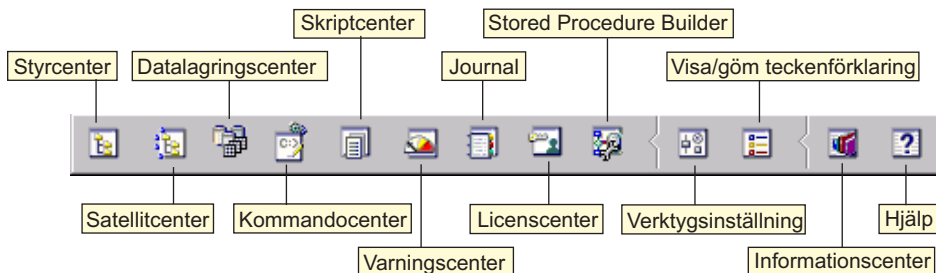 Skriptcenter
Stored Procedure Builder
Styrcenter
Datalagringscenter
Journal
Visa/göm teckenförklaring
Satellitcenter
Kommandocenter
Licenscenter
Verktygsinställning
Hjälp
Varningscenter
Informationscenter